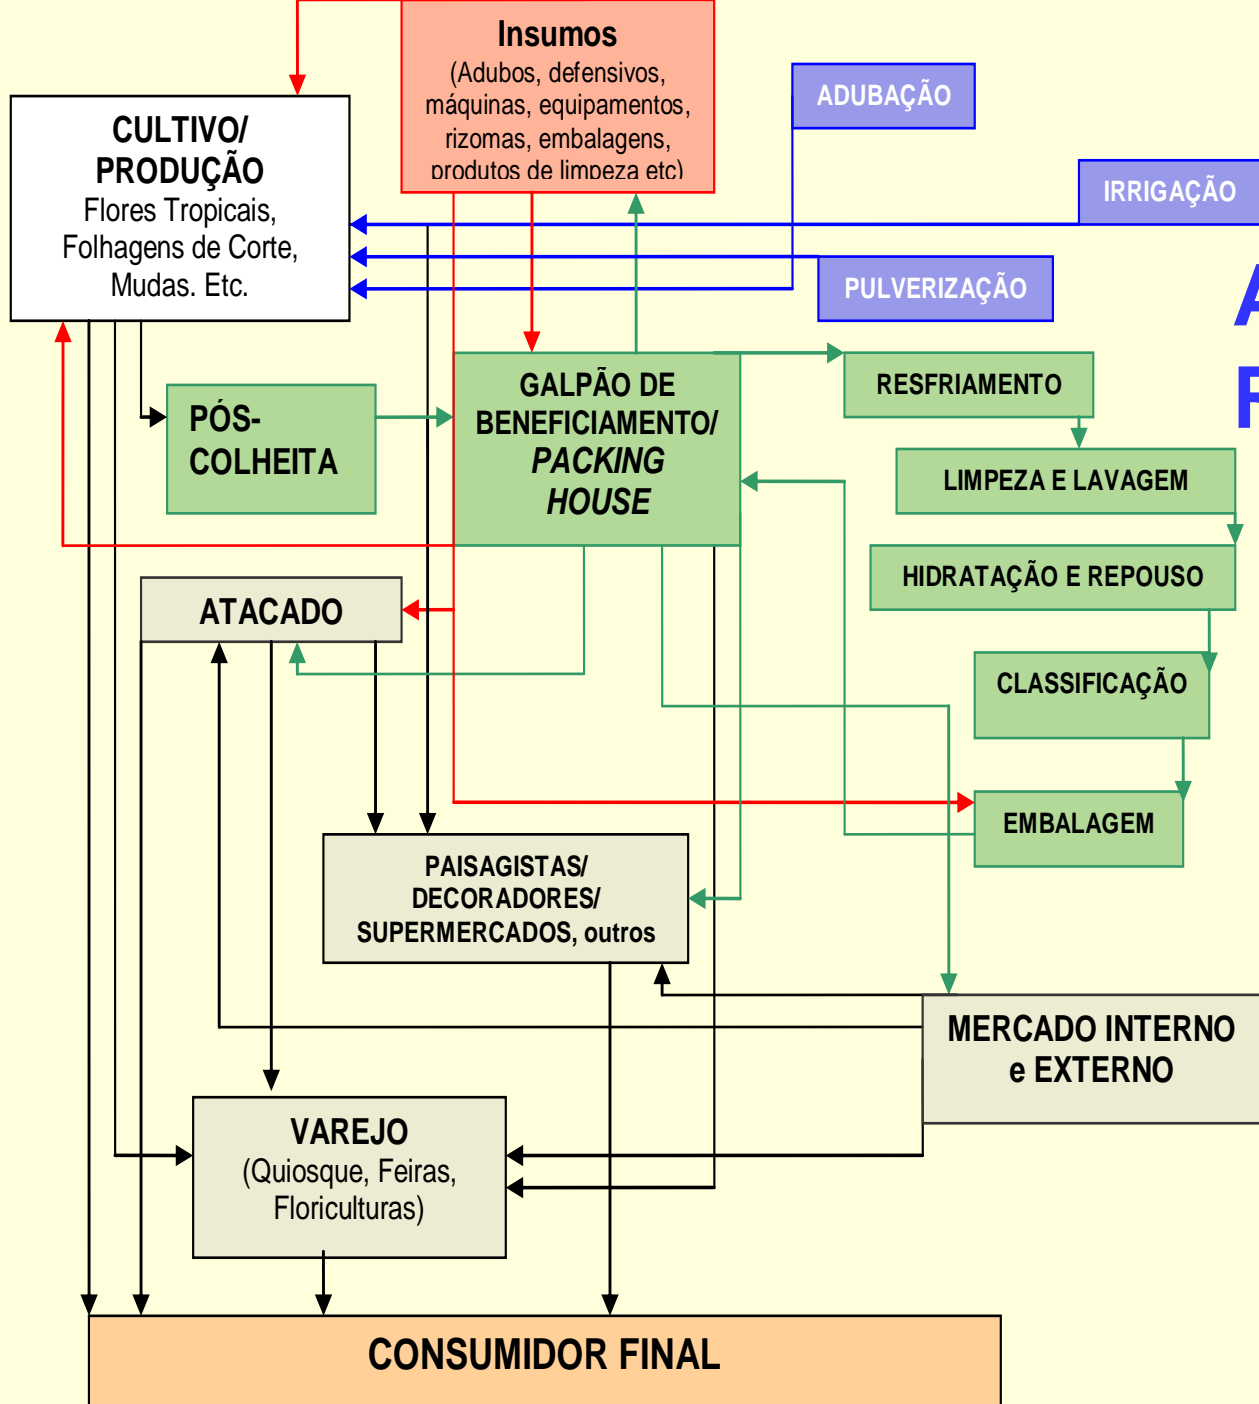 Insumos
(Adubos, defensivos,
máquinas, equipamentos,
rizomas, embalagens,
produtos de limpeza etc)
ADUBAÇÃO
CULTIVO/
PRODUÇÃO
Flores Tropicais,
Folhagens de Corte,
Mudas. Etc.
IRRIGAÇÃO
PULVERIZAÇÃO
A
GALPÃO DE
BENEFICIAMENTO/
PACKING
HOUSE
RESFRIAMENTO
PÓS-
COLHEITA
LIMPEZA E LAVAGEM
HIDRATAÇÃO E REPOUSO
ATACADO
CLASSIFICAÇÃO
EMBALAGEM
PAISAGISTAS/
DECORADORES/
SUPERMERCADOS, outros
MERCADO INTERNO
e EXTERNO
VAREJO
(Quiosque, Feiras,
Floriculturas)
CONSUMIDOR FINAL